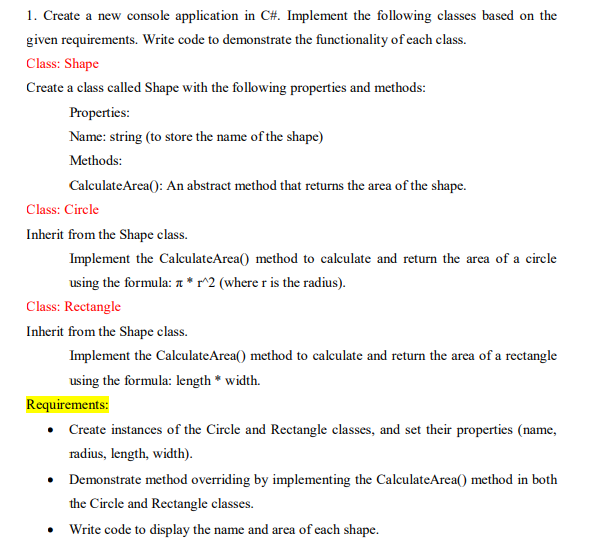 1. Create a new console application in C#. Implement the following classes based on the
given requirements. Write code to demonstrate the functionality of each class.
Class: Shape
Create a class called Shape with the following properties and methods:
Properties:
Name: string (to store the name of the shape)
Methods:
CalculateArea(): An abstract method that returns the area of the shape.
Class: Circle
Inherit from the Shape class.
Implement the CalculateArea() method to calculate and return the area of a circle
using the formula: π * r^2 (where r is the radius).
Class: Rectangle
Inherit from the Shape class.
Implement the CalculateArea() method to calculate and return the area of a rectangle
using the formula: length * width.
Requirements:
• Create instances of the Circle and Rectangle classes, and set their properties (name,
radius, length, width).
• Demonstrate method overriding by implementing the CalculateArea() method in both
the Circle and Rectangle classes.
• Write code to display the name and area of each shape.